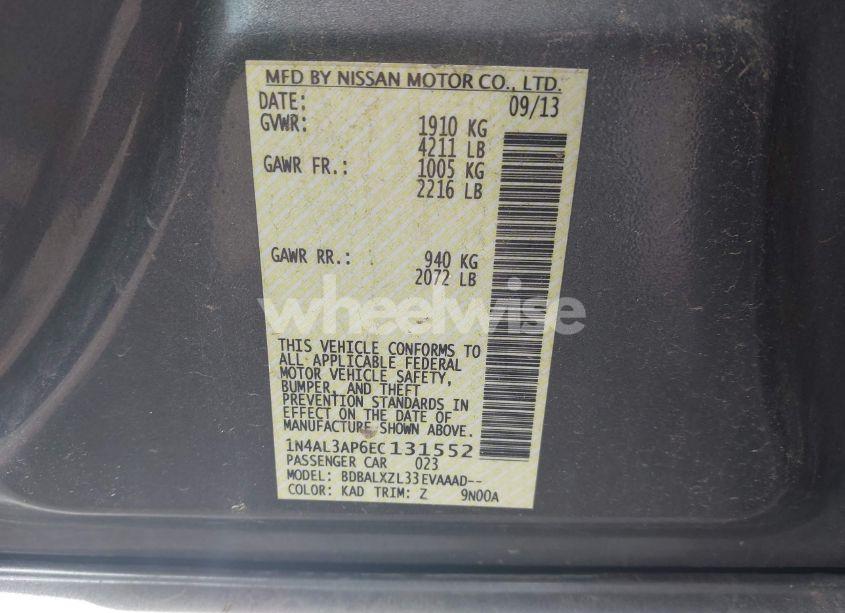 MFD BY NISSAN MOTOR CO., LTD.
DATE: 09/13
GVWR: 1910 KG
4211 LB
GAWR FR.: 1005 KG
2216 LB
GAWR RR.: 940 KG
2072 LB
wheelwise
THIS VEHICLE CONFORMS TO
ALL APPLICABLE FEDERAL
MOTOR VEHICLE SAFETY,
BUMPER, AND THEFT
PREVENTION STANDARDS IN
EFFECT ON THE DATE OF
MANUFACTURE SHOWN ABOVE.
1N4AL3AP6EC131552
PASSENGER CAR 023
MODEL: BDBALXZL33EVAAAD--
COLOR: KAD TRIM: Z 9N00A